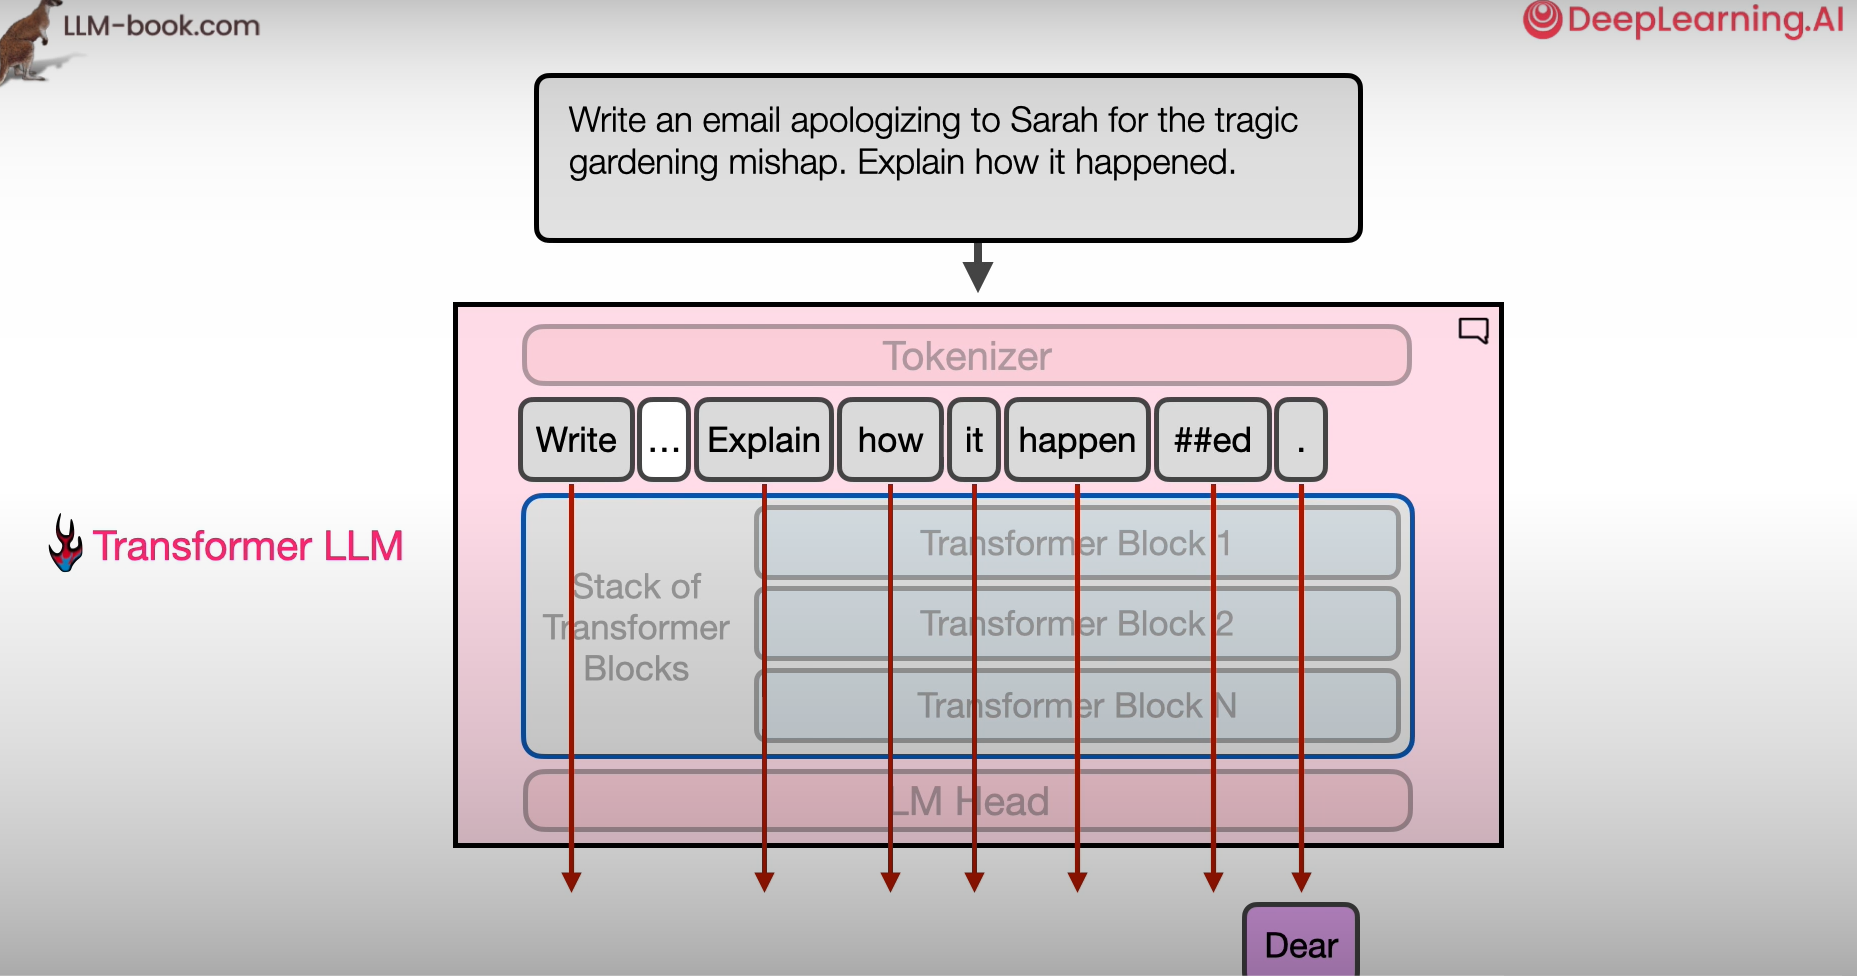 LLM-book.com
DeepLearning.AI
Write an email apologizing to Sarah for the tragic
gardening mishap. Explain how it happened.
Tokenizer
Write ... Explain how it happen ##ed .
Transformer LLM
Stack of
Transformer
Blocks
Transformer Block 1
Transformer Block 2
Transformer Block N
LM Head
Dear